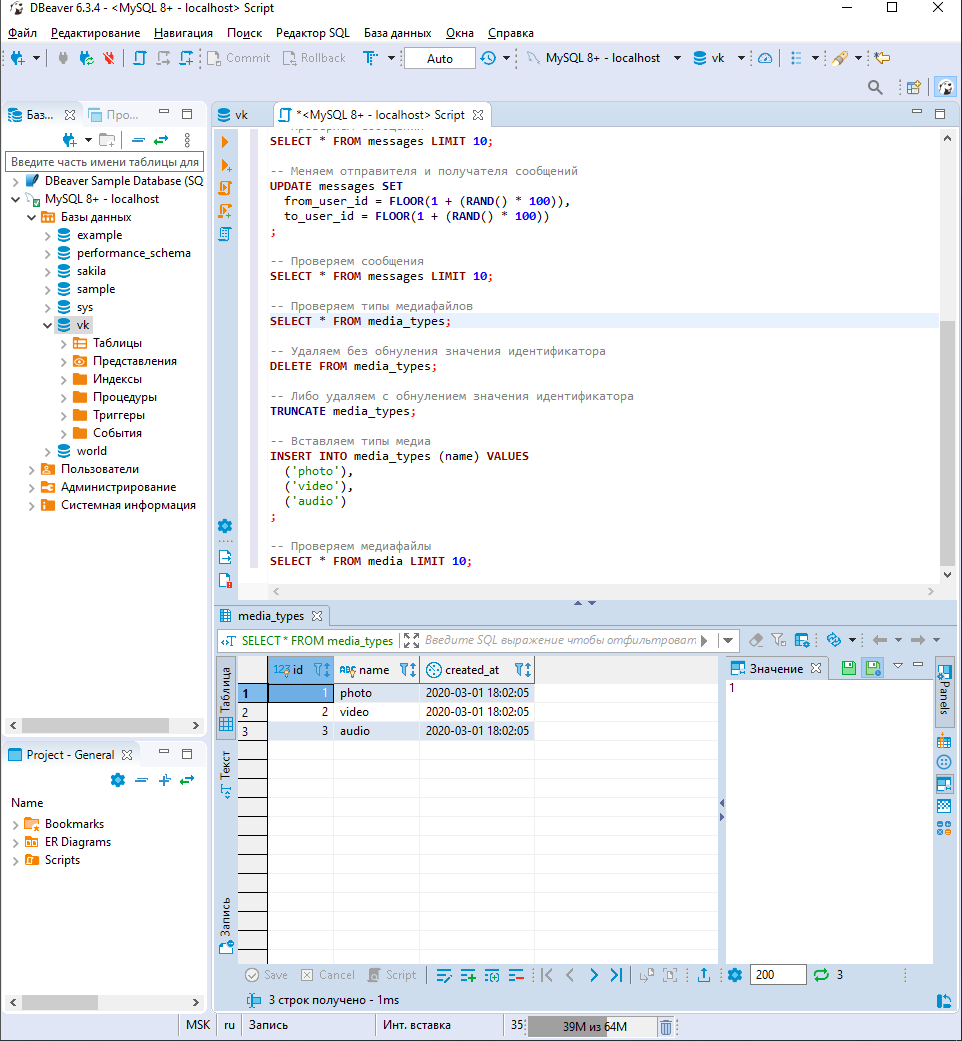 DBeaver 6.3.4 - <MySQL 8+ - localhost> Script
Файл Редактирование Навигация Поиск Редактор SQL База данных Окна Справка
Commit Rollback Auto MySQL 8+ - localhost vk
Баз... Про...
Введите часть имени таблицы для
DBeaver Sample Database (SQ
MySQL 8+ - localhost
Базы данных
example
performance_schema
sakila
sample
sys
vk
Таблицы
Представления
Индексы
Процедуры
Триггеры
События
world
Пользователи
Администрирование
Системная информация
Project - General
Name
Bookmarks
ER Diagrams
Scripts
vk *<MySQL 8+ - localhost> Script
-- Проверяем сообщения
SELECT * FROM messages LIMIT 10;
-- Меняем отправителя и получателя сообщений
UPDATE messages SET
from_user_id = FLOOR(1 + (RAND() * 100)),
to_user_id = FLOOR(1 + (RAND() * 100))
;
-- Проверяем сообщения
SELECT * FROM messages LIMIT 10;
-- Проверяем типы медиафайлов
SELECT * FROM media_types;
-- Удаляем без обнуления значения идентификатора
DELETE FROM media_types;
-- Либо удаляем с обнулением значения идентификатора
TRUNCATE media_types;
-- Вставляем типы медиа
INSERT INTO media_types (name) VALUES
('photo'),
('video'),
('audio')
;
-- Проверяем медиафайлы
SELECT * FROM media LIMIT 10;
media_types
SELECT * FROM media_types Введите SQL выражение чтобы отфильтроват
Таблица
Текст
Запись
123 id ABC name created_at
1 1 photo 2020-03-01 18:02:05
2 2 video 2020-03-01 18:02:05
3 3 audio 2020-03-01 18:02:05
Значение
1
Panels
Save Cancel Script 200 3
3 строк получено - 1ms
MSK ru Запись Инт. вставка 35: 39M из 64M